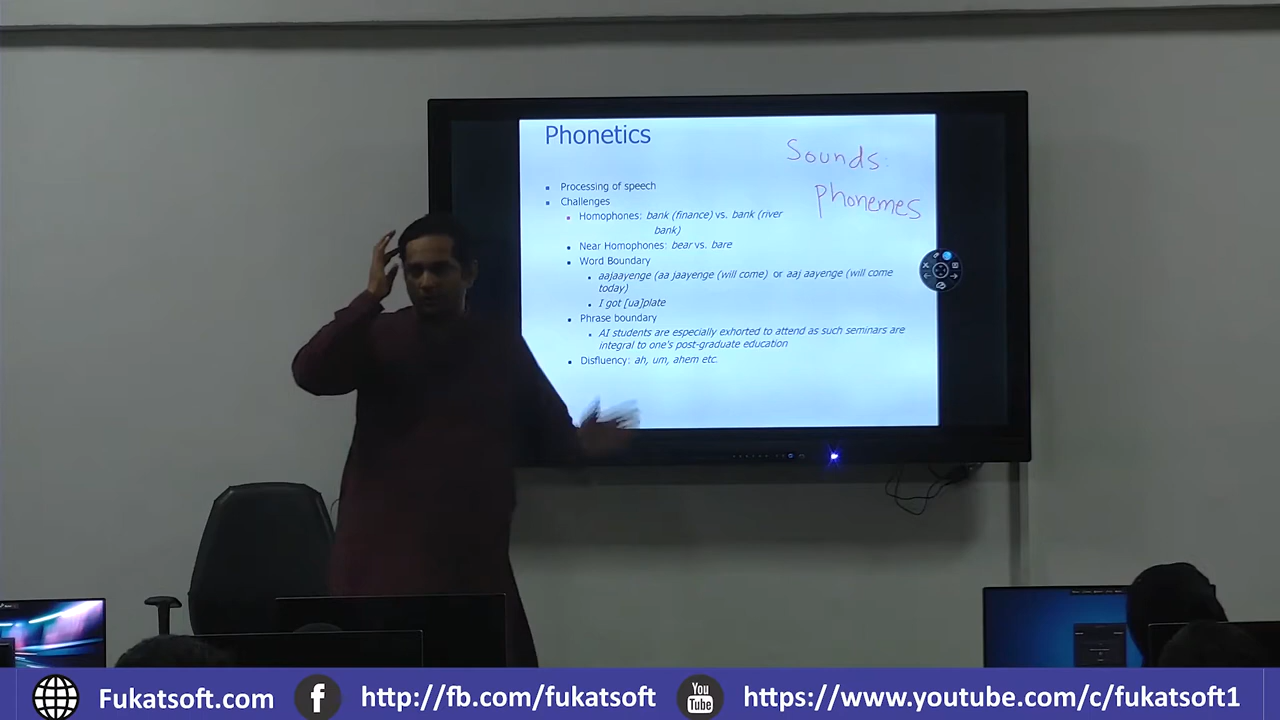 Phonetics
Sounds:
Phonemes
Processing of speech
Challenges
Homophones: bank (finance) vs. bank (river
bank)
Near Homophones: bear vs. bare
Word Boundary
aajaayenge (aa jaayenge (will come) or aaj aayenge (will come
today)
I got [ua]plate
Phrase boundary
AI students are especially exhorted to attend as such seminars are
integral to one's post-graduate education
Disfluency: ah, um, ahem etc.
Fukatsoft.com
f
http://fb.com/fukatsoft
You
Tube
https://www.youtube.com/c/fukatsoft1